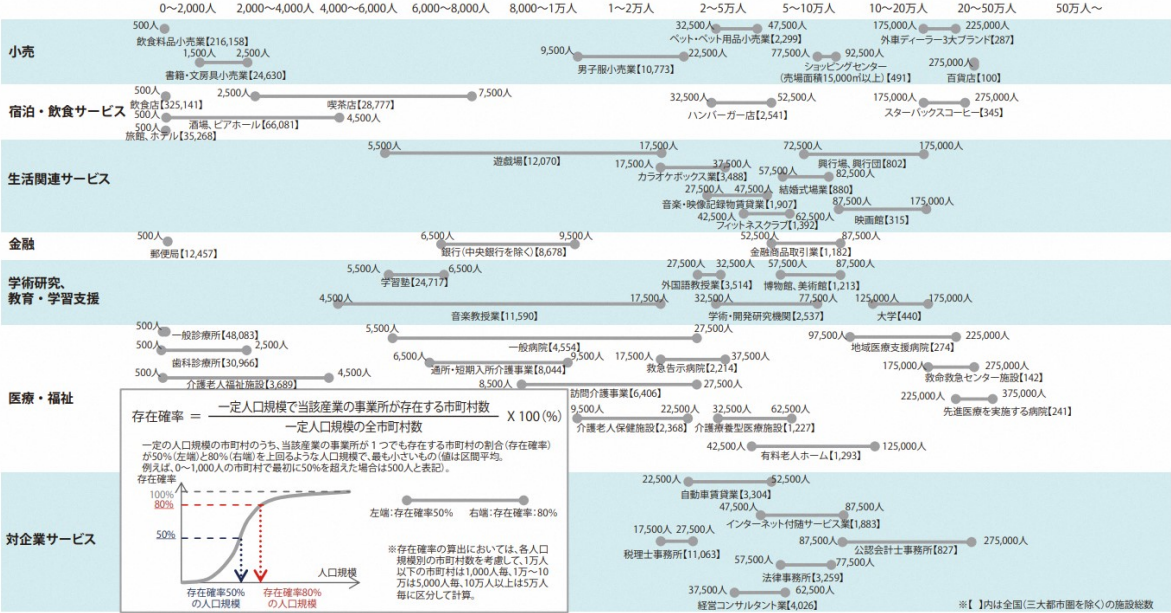 0～2,000人 2,000～4,000人 4,000～6,000人 6,000～8,000人 8,000～1万人 1～2万人 2～5万人 5～10万人 10～20万人 20～50万人 50万人～
小売
500人
飲食料品小売業【216,158】
1,500人 2,500人
書籍・文房具小売業【24,630】
9,500人 22,500人
男子服小売業【10,773】
32,500人 47,500人
ペット・ペット用品小売業【2,299】
77,500人 92,500人
ショッピングセンター
(売場面積15,000㎡以上)【491】
175,000人 225,000人
外車ディーラー3大ブランド【287】
275,000人
百貨店【100】
宿泊・飲食サービス
500人
飲食店【325,141】
2,500人 7,500人
喫茶店【28,777】
500人 4,500人
酒場、ビアホール【66,081】
500人
旅館、ホテル【35,268】
32,500人 52,500人
ハンバーガー店【2,541】
175,000人 275,000人
スターバックスコーヒー【345】
生活関連サービス
5,500人 17,500人
遊戯場【12,070】
17,500人 37,500人
カラオケボックス業【3,488】
27,500人 47,500人
音楽・映像記録物賃貸業【1,907】
42,500人 62,500人
フィットネスクラブ【1,392】
72,500人 175,000人
興行場、興行団【802】
57,500人 82,500人
結婚式場業【880】
87,500人 175,000人
映画館【315】
金融
500人
郵便局【12,457】
6,500人 9,500人
銀行(中央銀行を除く)【8,678】
52,500人 87,500人
金融商品取引業【1,182】
学術研究、
教育・学習支援
5,500人 6,500人
学習塾【24,717】
4,500人 17,500人
音楽教授業【11,590】
27,500人 32,500人
外国語教授業【3,514】
57,500人 87,500人
博物館、美術館【1,213】
32,500人 77,500人
学術・開発研究機関【2,537】
125,000人 175,000人
大学【440】
医療・福祉
500人
一般診療所【48,083】
500人 2,500人
歯科診療所【30,966】
500人 4,500人
介護老人福祉施設【3,689】
5,500人 27,500人
一般病院【4,554】
6,500人 9,500人
通所・短期入所介護事業【8,044】
8,500人 27,500人
訪問介護事業【6,406】
17,500人 37,500人
救急告示病院【2,214】
9,500人 22,500人
介護老人保健施設【2,368】
32,500人 62,500人
介護療養型医療施設【1,227】
42,500人 125,000人
有料老人ホーム【1,293】
97,500人 225,000人
地域医療支援病院【274】
175,000人 275,000人
救命救急センター施設【142】
225,000人 375,000人
先進医療を実施する病院【241】
対企業サービス
22,500人 52,500人
自動車賃貸業【3,304】
47,500人 87,500人
インターネット付随サービス業【1,883】
17,500人 27,500人
税理士事務所【11,063】
87,500人 275,000人
公認会計士事務所【827】
57,500人 77,500人
法律事務所【3,259】
37,500人 62,500人
経営コンサルタント業【4,026】
存在確率＝ 一定人口規模で当該産業の事業所が存在する市町村数
一定人口規模の全市町村数
X 100(％)
一定の人口規模の市町村のうち、当該産業の事業所が１つでも存在する市町村の割合(存在確率)
が50％(左端)と80％(右端)を上回るような人口規模で、最も小さいもの(値は区間平均。
例えば、0～1,000人の市町村で最初に50％を超えた場合は500人と表記)。
存在確率
100％
80％
50％
人口規模
存在確率50％
の人口規模
存在確率80％
の人口規模
左端：存在確率50％ 右端：存在確率：80％
※存在確率の算出においては、各人口
規模別の市町村数を考慮して、1万人
以下の市町村は1,000人毎、1万～10
万は5,000人毎、10万人以上は5万人
毎に区分して計算。
※【 】内は全国(三大都市圏を除く)の施設総数